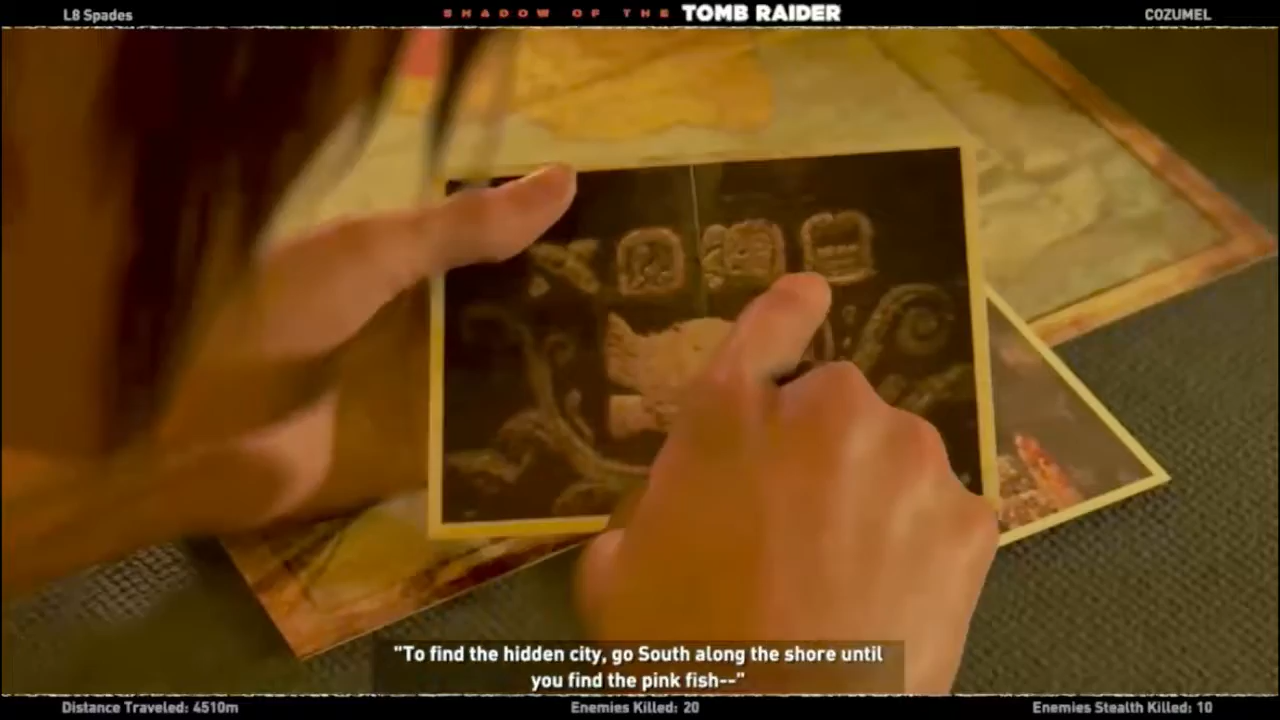 L8 Spades
SHADOW OF THE TOMB RAIDER
COZUMEL
"To find the hidden city, go South along the shore until
you find the pink fish--"
Distance Traveled: 4510m
Enemies Killed: 20
Enemies Stealth Killed: 10